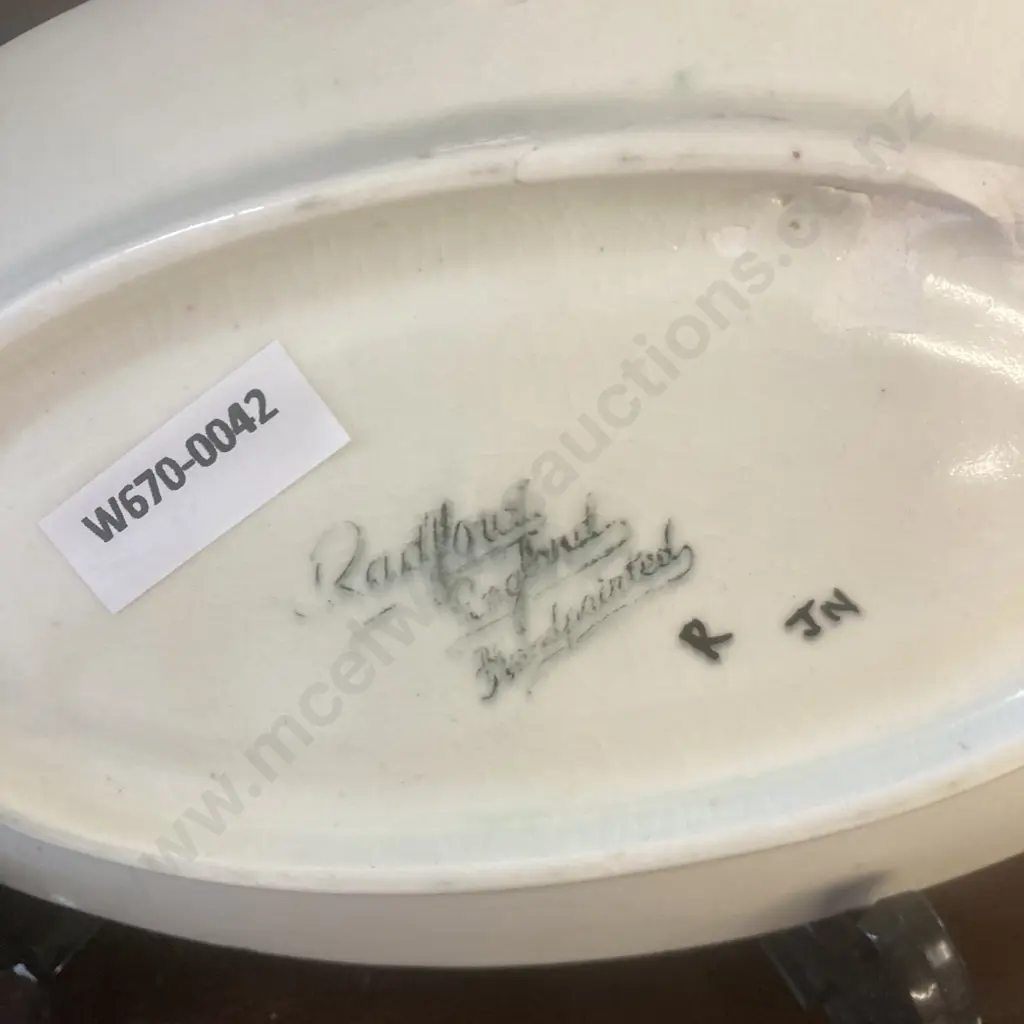 W670-0042
Radford
England
Handpainted
R JN
www.mcelwainauctions.co.nz